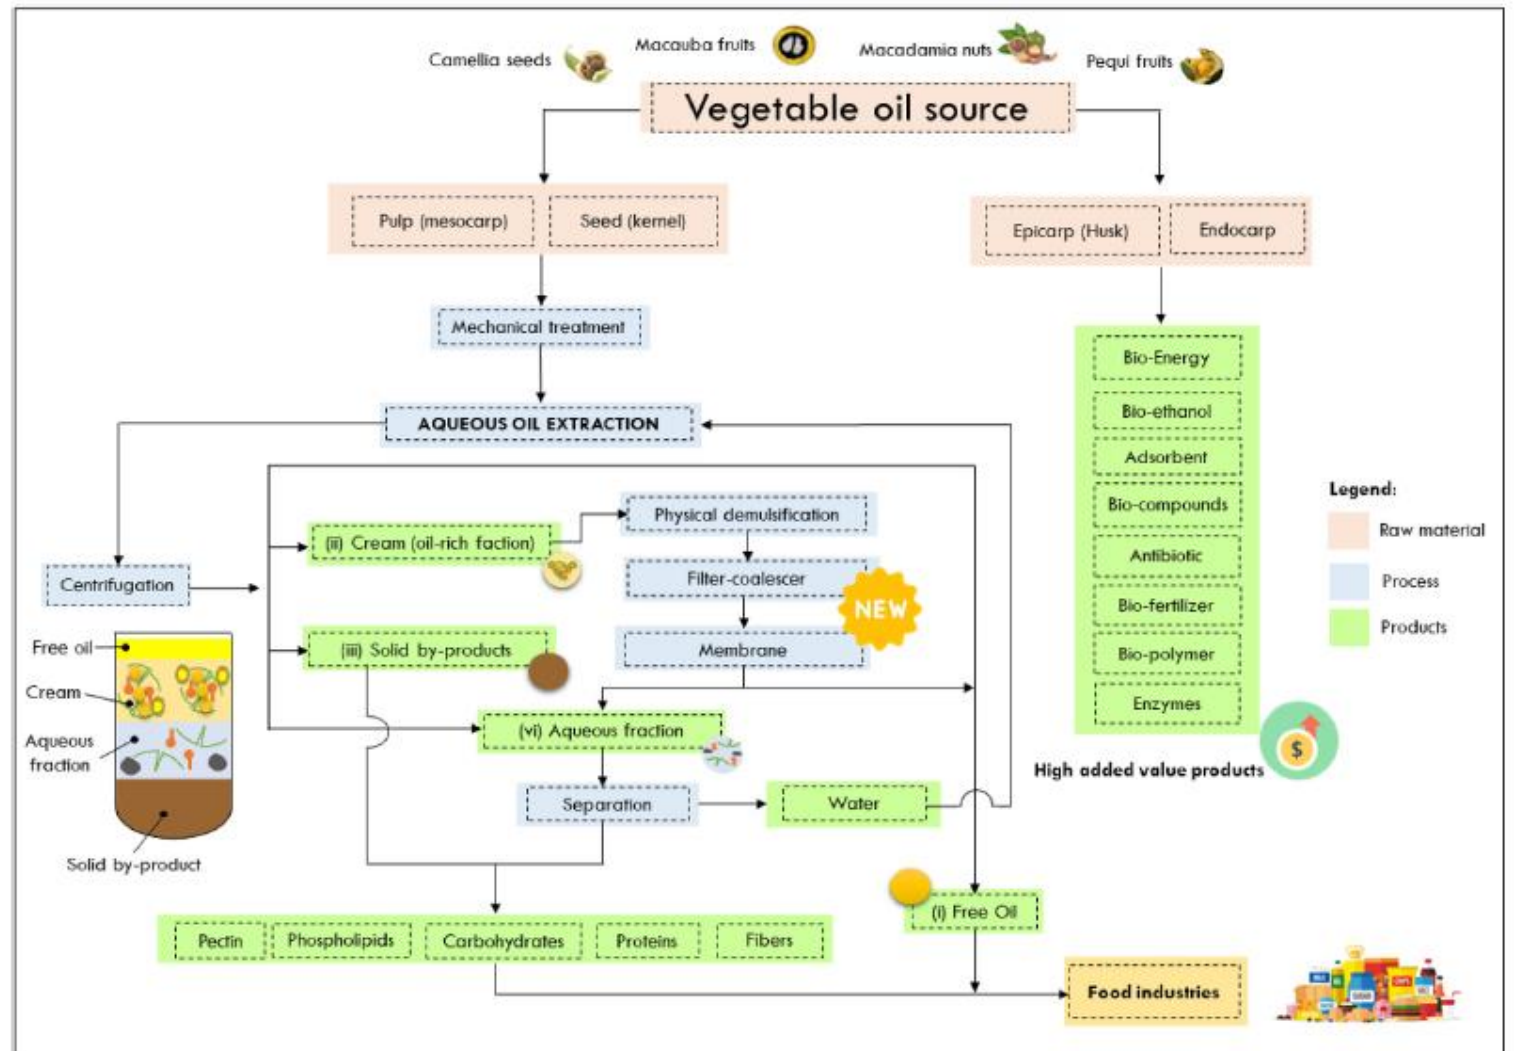 Camellia seeds
Macauba fruits
Macadamia nuts
Pequi fruits
Vegetable oil source
Pulp (mesocarp)
Seed (kernel)
Epicarp (Husk)
Endocarp
Mechanical treatment
AQUEOUS OIL EXTRACTION
Bio-Energy
Bio-ethanol
Adsorbent
Bio-compounds
Antibiotic
Bio-fertilizer
Bio-polymer
Enzymes
High added value products
$
Legend:
Raw material
Process
Products
Physical demulsification
(ii) Cream (oil-rich faction)
Filter-coalescer
NEW
Centrifugation
Membrane
(iii) Solid by-products
Free oil
Cream
Aqueous
fraction
Solid by-product
(vi) Aqueous fraction
Separation
Water
(i) Free Oil
Pectin
Phospholipids
Carbohydrates
Proteins
Fibers
Food industries